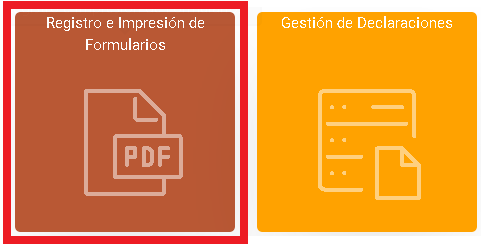 Registro e Impresión de
Formularios
PDF
Gestión de Declaraciones